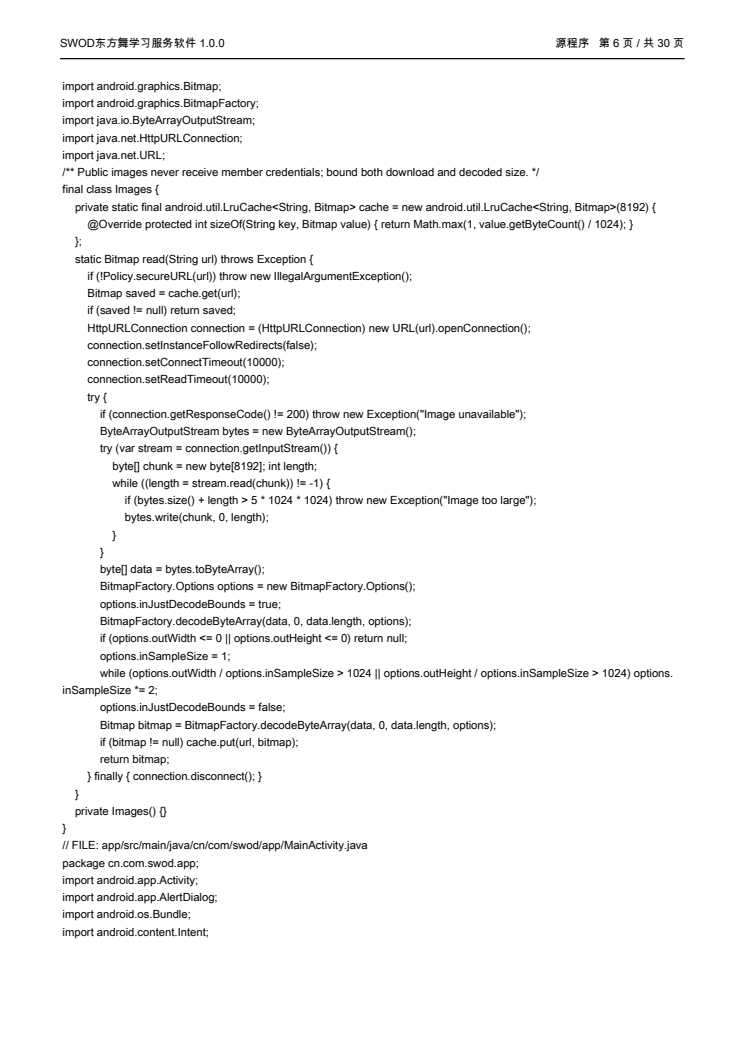 SWOD东方舞学习服务软件 1.0.0
源程序 第 6 页 / 共 30 页
import android.graphics.Bitmap;
import android.graphics.BitmapFactory;
import java.io.ByteArrayOutputStream;
import java.net.HttpURLConnection;
import java.net.URL;
/** Public images never receive member credentials; bound both download and decoded size. */
final class Images {
    private static final android.util.LruCache<String, Bitmap> cache = new android.util.LruCache<String, Bitmap>(8192) {
        @Override protected int sizeOf(String key, Bitmap value) { return Math.max(1, value.getByteCount() / 1024); }
    };
    static Bitmap read(String url) throws Exception {
        if (!Policy.secureURL(url)) throw new IllegalArgumentException();
        Bitmap saved = cache.get(url);
        if (saved != null) return saved;
        HttpURLConnection connection = (HttpURLConnection) new URL(url).openConnection();
        connection.setInstanceFollowRedirects(false);
        connection.setConnectTimeout(10000);
        connection.setReadTimeout(10000);
        try {
            if (connection.getResponseCode() != 200) throw new Exception("Image unavailable");
            ByteArrayOutputStream bytes = new ByteArrayOutputStream();
            try (var stream = connection.getInputStream()) {
                byte[] chunk = new byte[8192]; int length;
                while ((length = stream.read(chunk)) != -1) {
                    if (bytes.size() + length > 5 * 1024 * 1024) throw new Exception("Image too large");
                    bytes.write(chunk, 0, length);
                }
            }
            byte[] data = bytes.toByteArray();
            BitmapFactory.Options options = new BitmapFactory.Options();
            options.inJustDecodeBounds = true;
            BitmapFactory.decodeByteArray(data, 0, data.length, options);
            if (options.outWidth <= 0 || options.outHeight <= 0) return null;
            options.inSampleSize = 1;
            while (options.outWidth / options.inSampleSize > 1024 || options.outHeight / options.inSampleSize > 1024) options.
inSampleSize *= 2;
            options.inJustDecodeBounds = false;
            Bitmap bitmap = BitmapFactory.decodeByteArray(data, 0, data.length, options);
            if (bitmap != null) cache.put(url, bitmap);
            return bitmap;
        } finally { connection.disconnect(); }
    }
    private Images() {}
}
// FILE: app/src/main/java/cn/com/swod/app/MainActivity.java
package cn.com.swod.app;
import android.app.Activity;
import android.app.AlertDialog;
import android.os.Bundle;
import android.content.Intent;